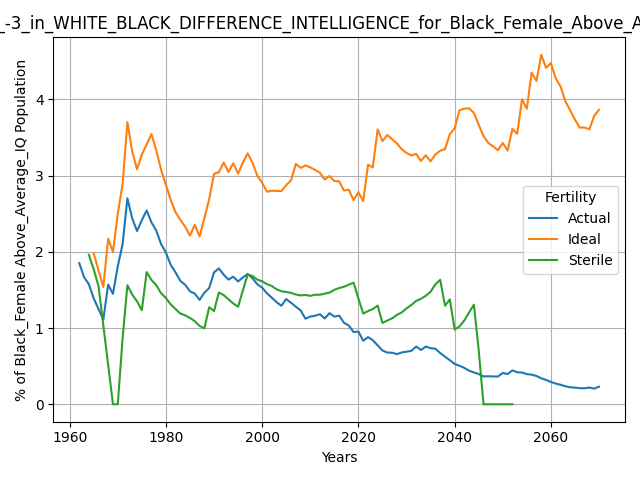 _-3_in_WHITE_BLACK_DIFFERENCE_INTELLIGENCE_for_Black_Female_Above_A
% of Black_Female Above_Average_IQ Population
4
3
2
1
0
Fertility
Actual
Ideal
Sterile
1960 1980 2000 2020 2040 2060
Years